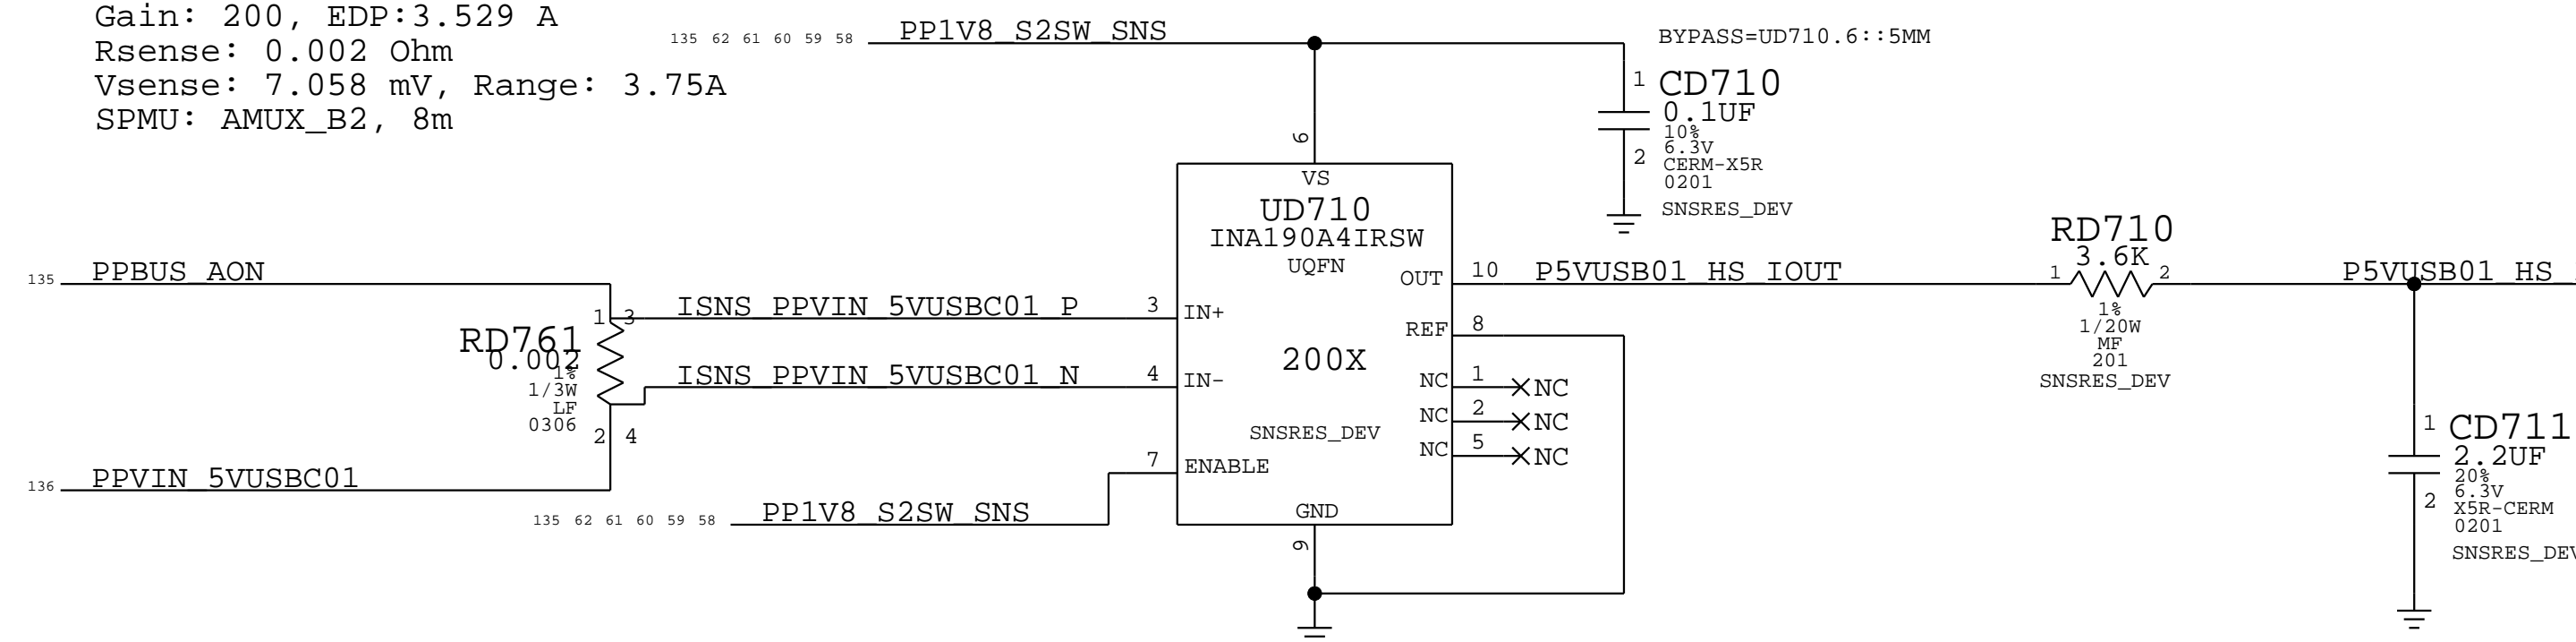 Gain: 200, EDP:3.529 A
Rsense: 0.002 Ohm
Vsense: 7.058 mV, Range: 3.75A
SPMU: AMUX_B2, 8m
135 62 61 60 59 58 PP1V8_S2SW_SNS
BYPASS=UD710.6::5MM
1 CD710
0.1UF
10%
6.3V
2 CERM-X5R
0201
SNSRES_DEV
6
VS
UD710
INA190A4IRSW
UQFN
200X
SNSRES_DEV
135 PPBUS_AON
1 3
RD761
0.002
1%
1/3W
LF
0306
2 4
136 PPVIN_5VUSBC01
ISNS_PPVIN_5VUSBC01_P 3 IN+
ISNS_PPVIN_5VUSBC01_N 4 IN-
7 ENABLE
135 62 61 60 59 58 PP1V8_S2SW_SNS
GND
9
OUT 10 P5VUSB01_HS_IOUT
REF 8
NC 1 NC
NC 2 NC
NC 5 NC
RD710
1 3.6K 2
1%
1/20W
MF
201
SNSRES_DEV
P5VUSB01_HS_
1 CD711
2.2UF
20%
6.3V
2 X5R-CERM
0201
SNSRES_DEV